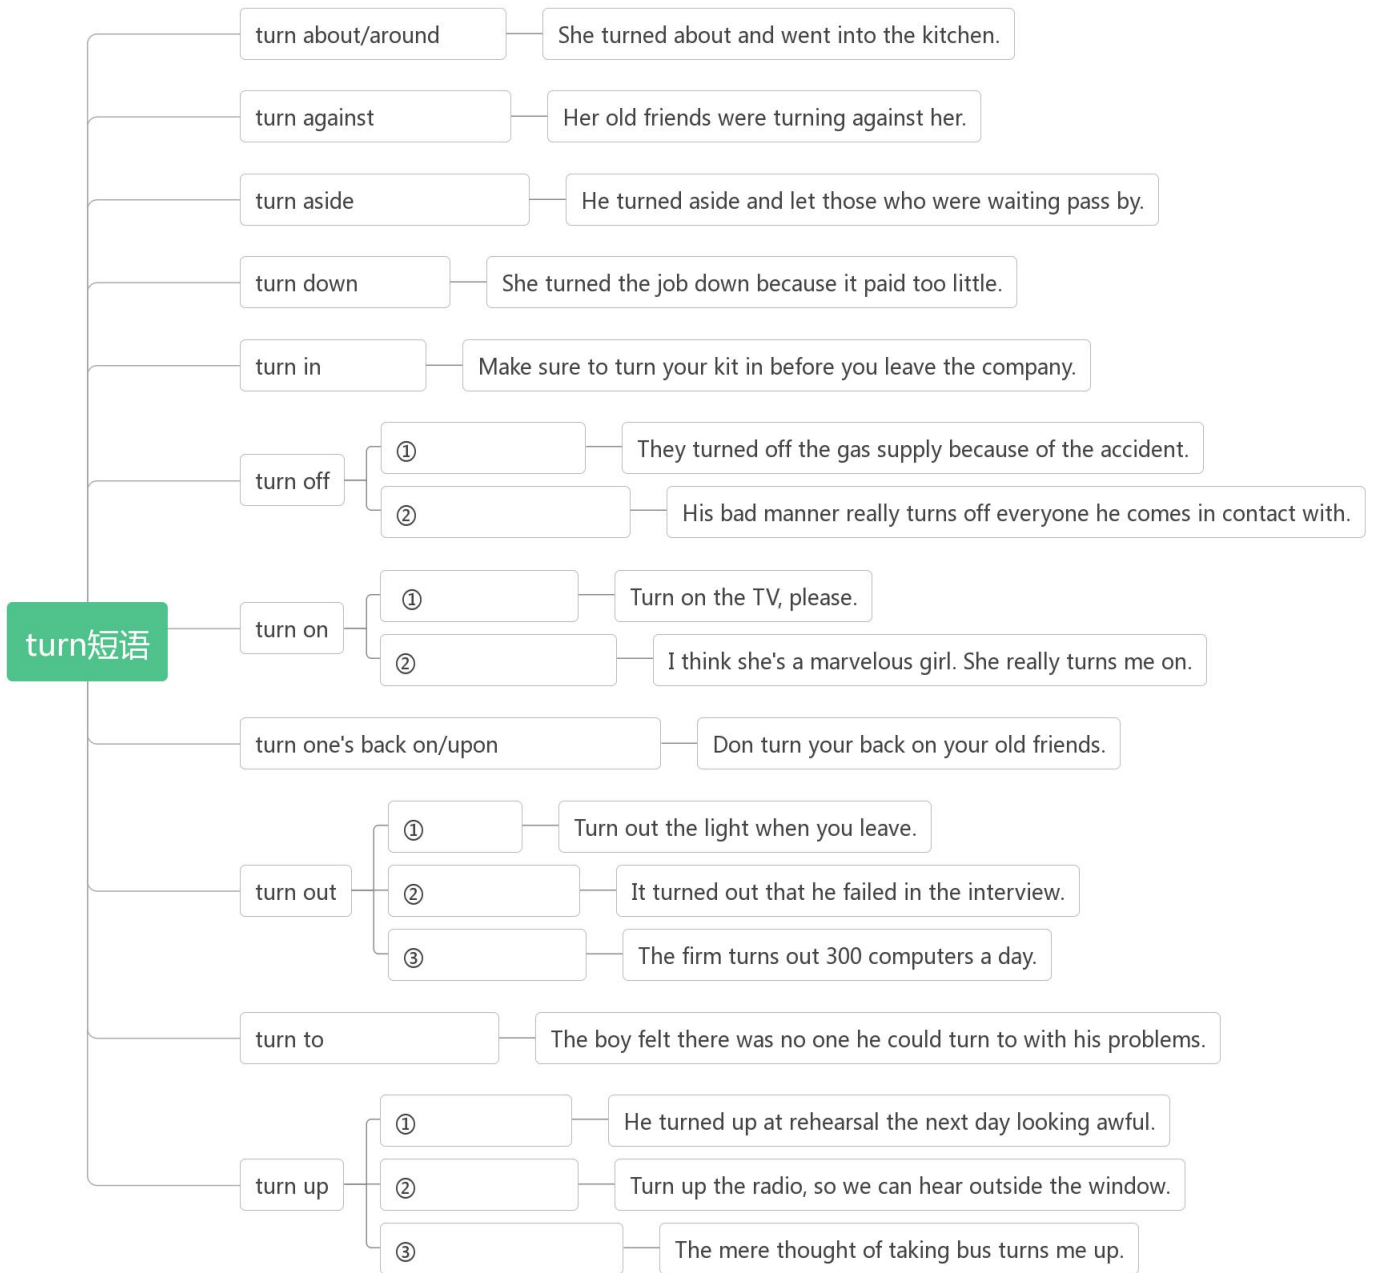 turn about/around
She turned about and went into the kitchen.
turn against
Her old friends were turning against her.
turn aside
He turned aside and let those who were waiting pass by.
turn down
She turned the job down because it paid too little.
turn in
Make sure to turn your kit in before you leave the company.
turn off
①
They turned off the gas supply because of the accident.
②
His bad manner really turns off everyone he comes in contact with.
turn短语
turn on
①
Turn on the TV, please.
②
I think she's a marvelous girl. She really turns me on.
turn one's back on/upon
Don turn your back on your old friends.
turn out
①
Turn out the light when you leave.
②
It turned out that he failed in the interview.
③
The firm turns out 300 computers a day.
turn to
The boy felt there was no one he could turn to with his problems.
turn up
①
He turned up at rehearsal the next day looking awful.
②
Turn up the radio, so we can hear outside the window.
③
The mere thought of taking bus turns me up.